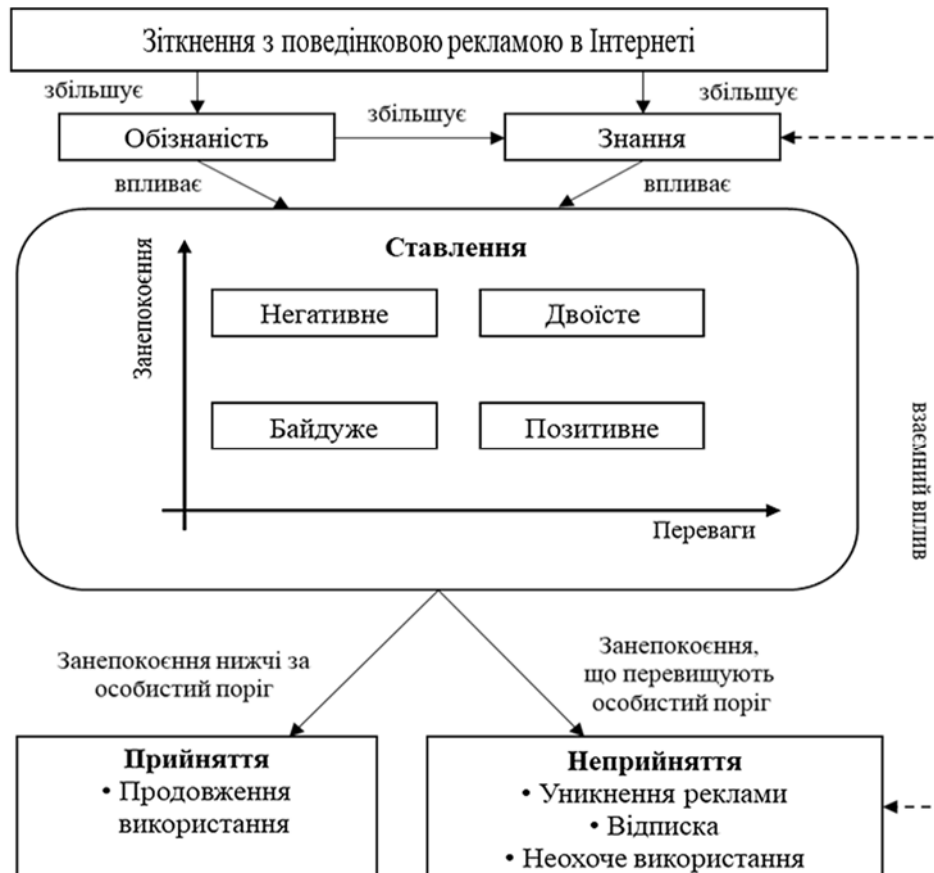 Зіткнення з поведінковою рекламою в Інтернеті
збільшує
збільшує
збільшує
Обізнаність
Знання
впливає
впливає
Ставлення
Занепокоєння
Негативне
Двоїсте
Байдуже
Позитивне
Переваги
взаємний вплив
Занепокоєння нижчі за
особистий поріг
Занепокоєння,
що перевищують
особистий поріг
Прийняття
• Продовження
використання
Неприйняття
• Уникнення реклами
• Відписка
• Неохоче використання